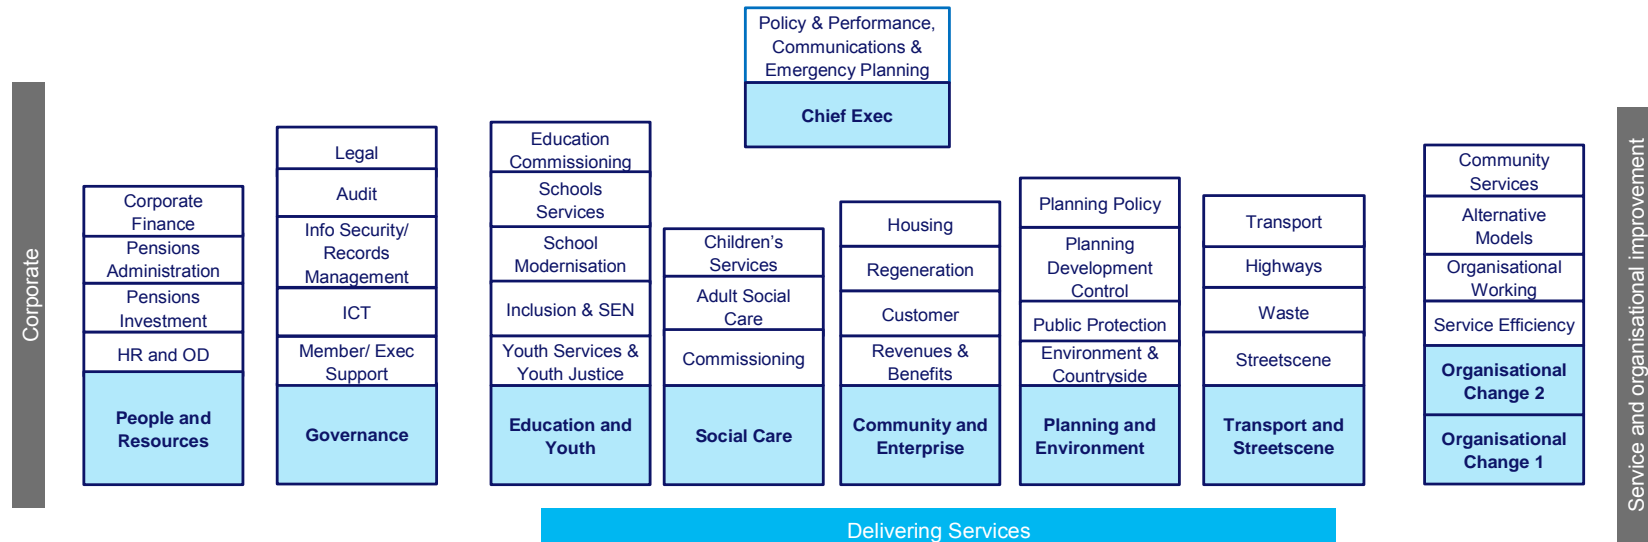 Policy & Performance,
Communications &
Emergency Planning
Chief Exec
Corporate
Corporate
Finance
Pensions
Administration
Pensions
Investment
HR and OD
People and
Resources
Legal
Audit
Info Security/
Records
Management
ICT
Member/ Exec
Support
Governance
Education
Commissioning
Schools
Services
School
Modernisation
Inclusion & SEN
Youth Services &
Youth Justice
Education and
Youth
Children's
Services
Adult Social
Care
Commissioning
Social Care
Housing
Regeneration
Customer
Revenues &
Benefits
Community and
Enterprise
Planning Policy
Planning
Development
Control
Public Protection
Environment &
Countryside
Planning and
Environment
Transport
Highways
Waste
Streetscene
Transport and
Streetscene
Community
Services
Alternative
Models
Organisational
Working
Service Efficiency
Organisational
Change 2
Organisational
Change 1
Service and organisational improvement
Delivering Services